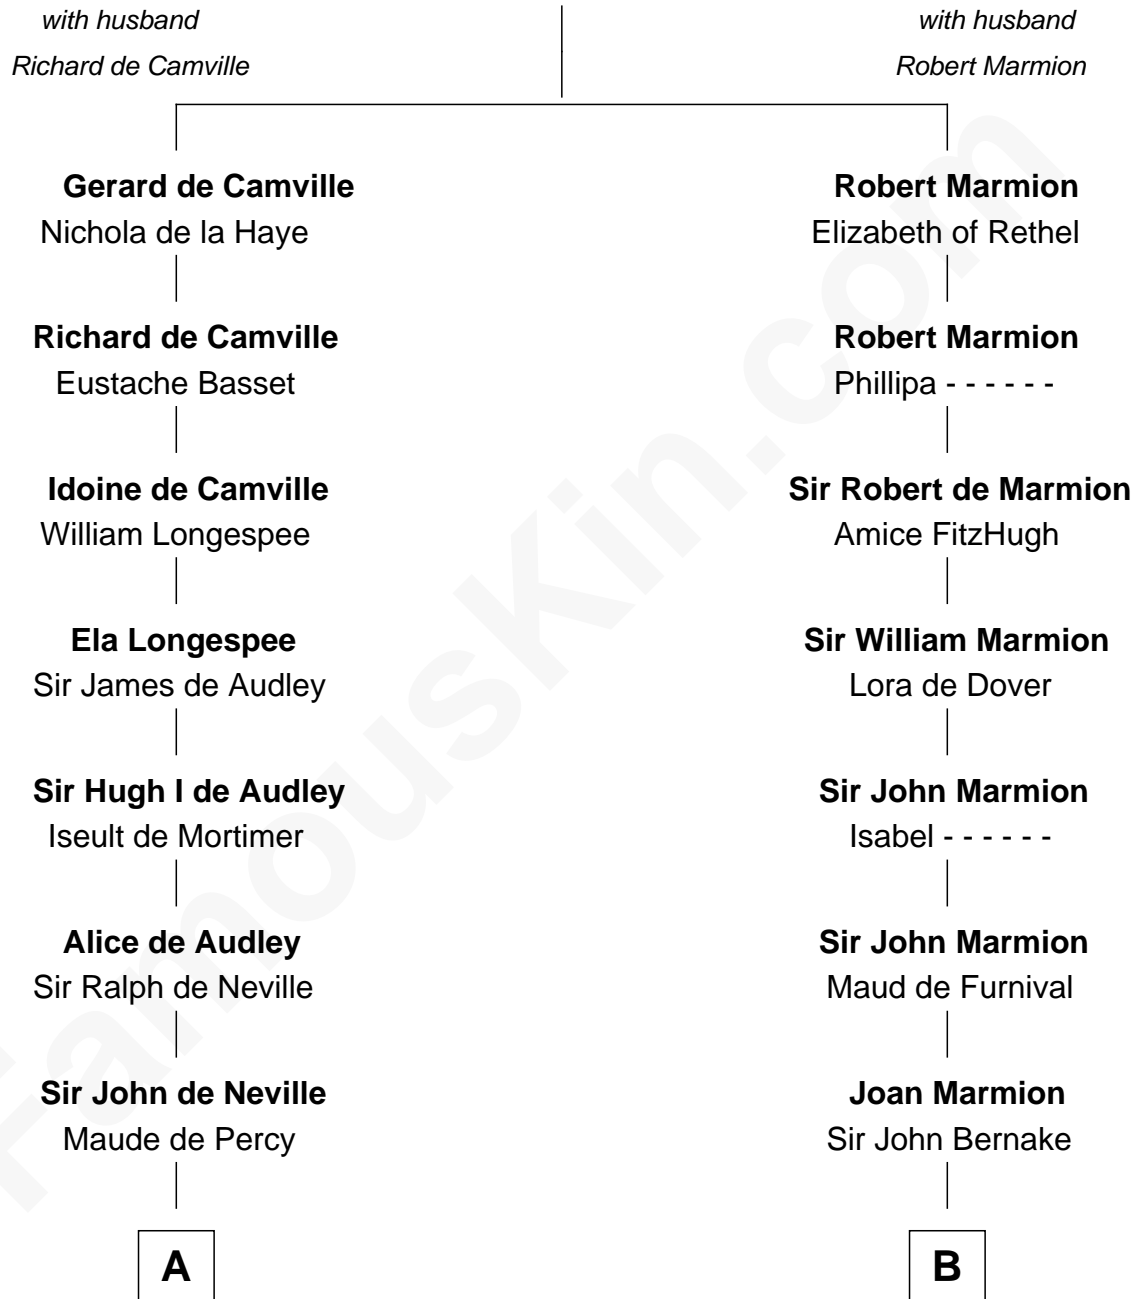 with husband
Richard de Camville
with husband
Robert Marmion
Gerard de Camville
Nichola de la Haye
Richard de Camville
Eustache Basset
Idoine de Camville
William Longespee
Ela Longespee
Sir James de Audley
Sir Hugh I de Audley
Iseult de Mortimer
Alice de Audley
Sir Ralph de Neville
Sir John de Neville
Maude de Percy
A
Robert Marmion
Elizabeth of Rethel
Robert Marmion
Phillipa - - - - - -
Sir Robert de Marmion
Amice FitzHugh
Sir William Marmion
Lora de Dover
Sir John Marmion
Isabel - - - - - -
Sir John Marmion
Maud de Furnival
Joan Marmion
Sir John Bernake
B
FamousKin.com